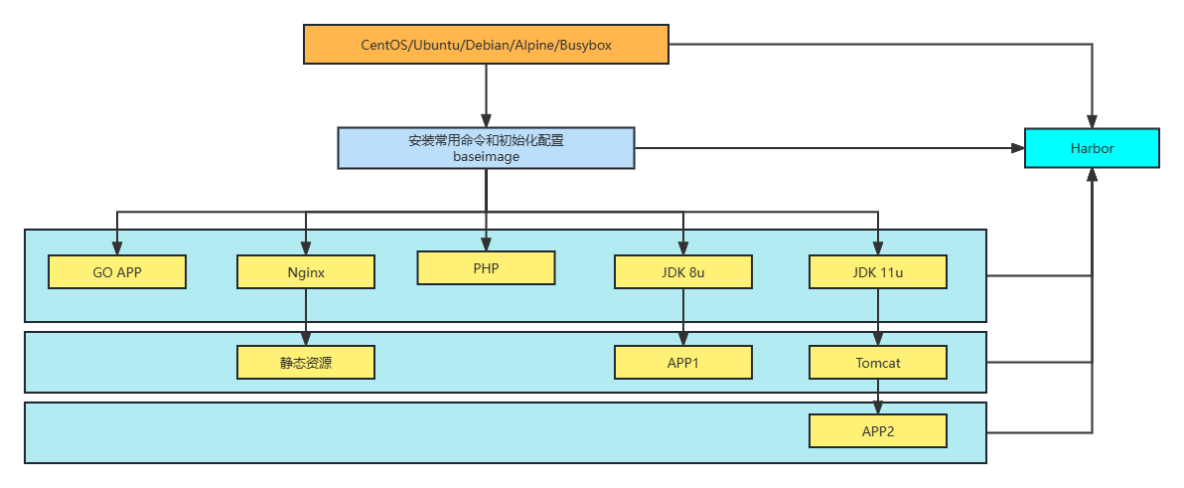 CentOS/Ubuntu/Debian/Alpine/Busybox
安装常用命令和初始化配置
baseimage
Harbor
GO APP
Nginx
PHP
JDK 8u
JDK 11u
静态资源
APP1
Tomcat
APP2